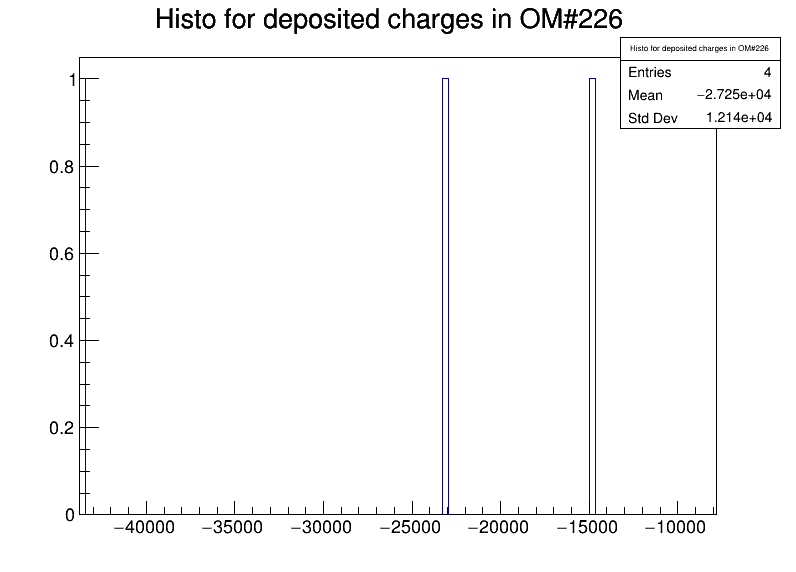 Histo for deposited charges in OM#226
Histo for deposited charges in OM#226
Entries 4
Mean −2.725e+04
Std Dev 1.214e+04
1
0.8
0.6
0.4
0.2
0
−40000 −35000 −30000 −25000 −20000 −15000 −10000